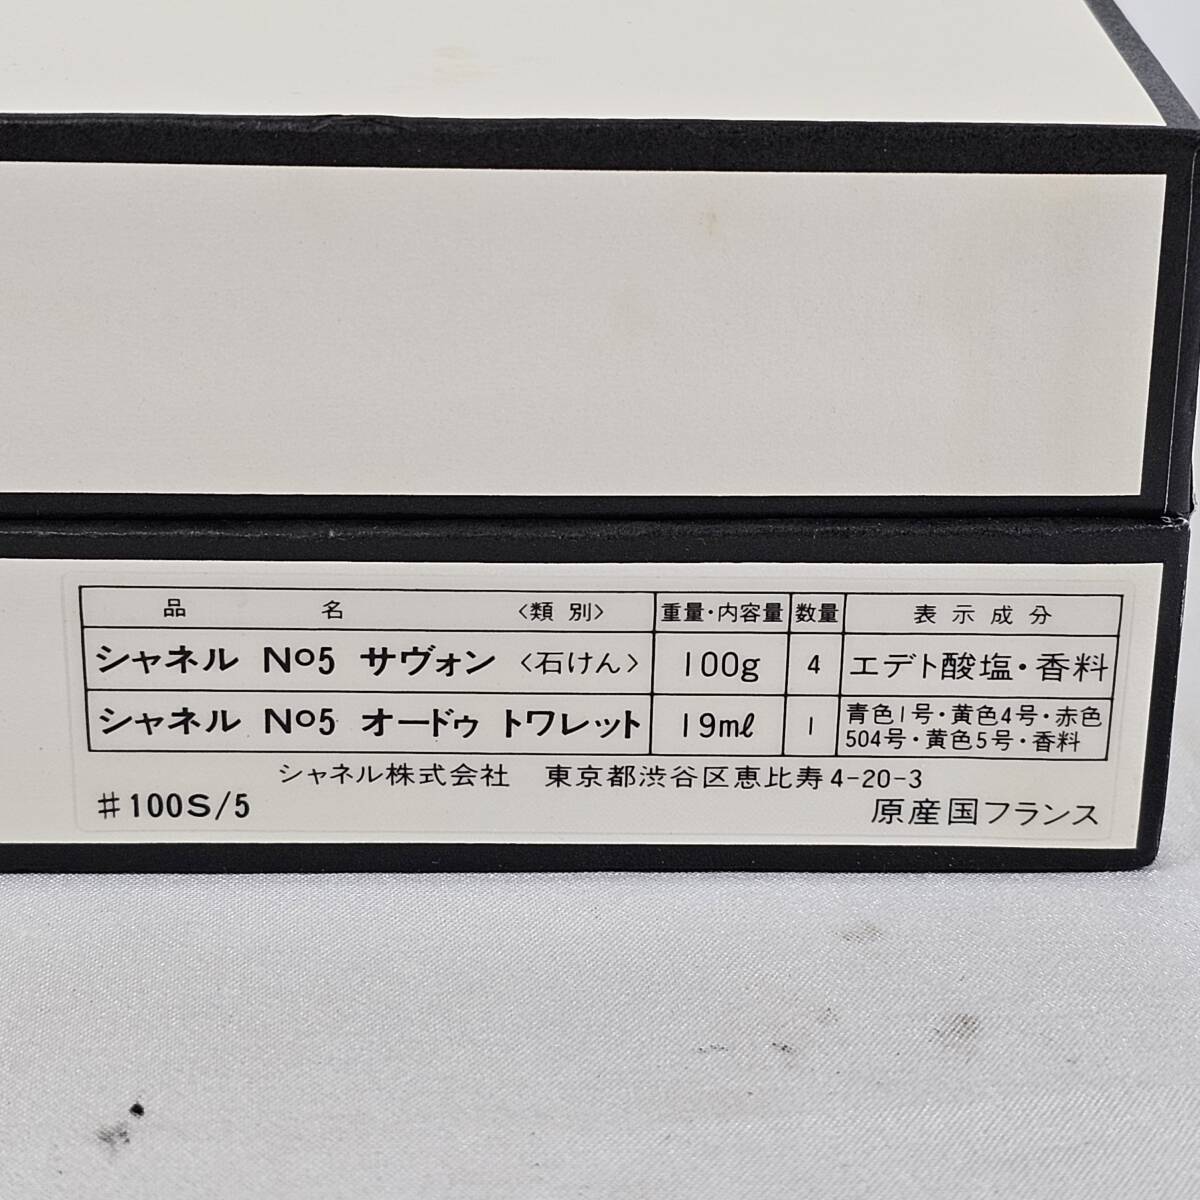 品名 〈類別〉 重量・内容量 数量 表示成分
シャネル No5 サヴォン 〈石けん〉 100g 4 エデト酸塩・香料
シャネル No5 オードゥ トワレット 19mℓ 1 青色1号・黄色4号・赤色
504号・黄色5号・香料
シャネル株式会社 東京都渋谷区恵比寿4-20-3
♯100S/5 原産国フランス